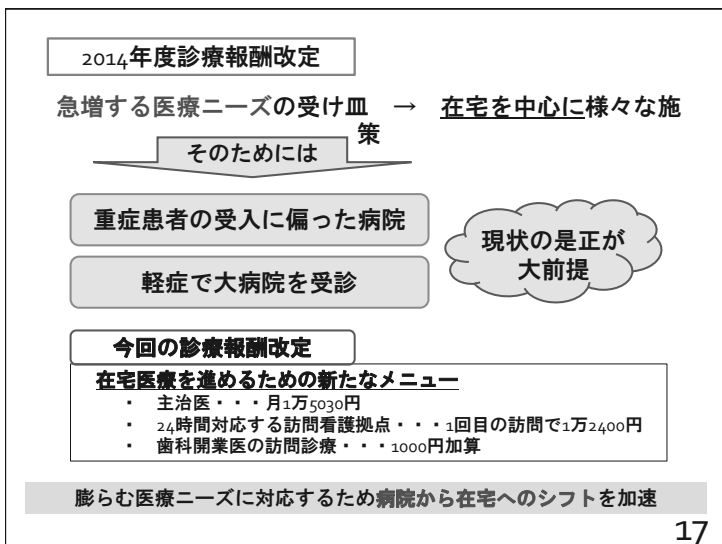 2014年度診療報酬改定
急増する医療ニーズの受け皿 → 在宅を中心に様々な施
策
そのためには
重症患者の受入に偏った病院
現状の是正が
大前提
軽症で大病院を受診
今回の診療報酬改定
在宅医療を進めるための新たなメニュー
・ 主治医・・・月1万5030円
・ 24時間対応する訪問看護拠点・・・1回目の訪問で1万2400円
・ 歯科開業医の訪問診療・・・1000円加算
膨らむ医療ニーズに対応するため病院から在宅へのシフトを加速
17